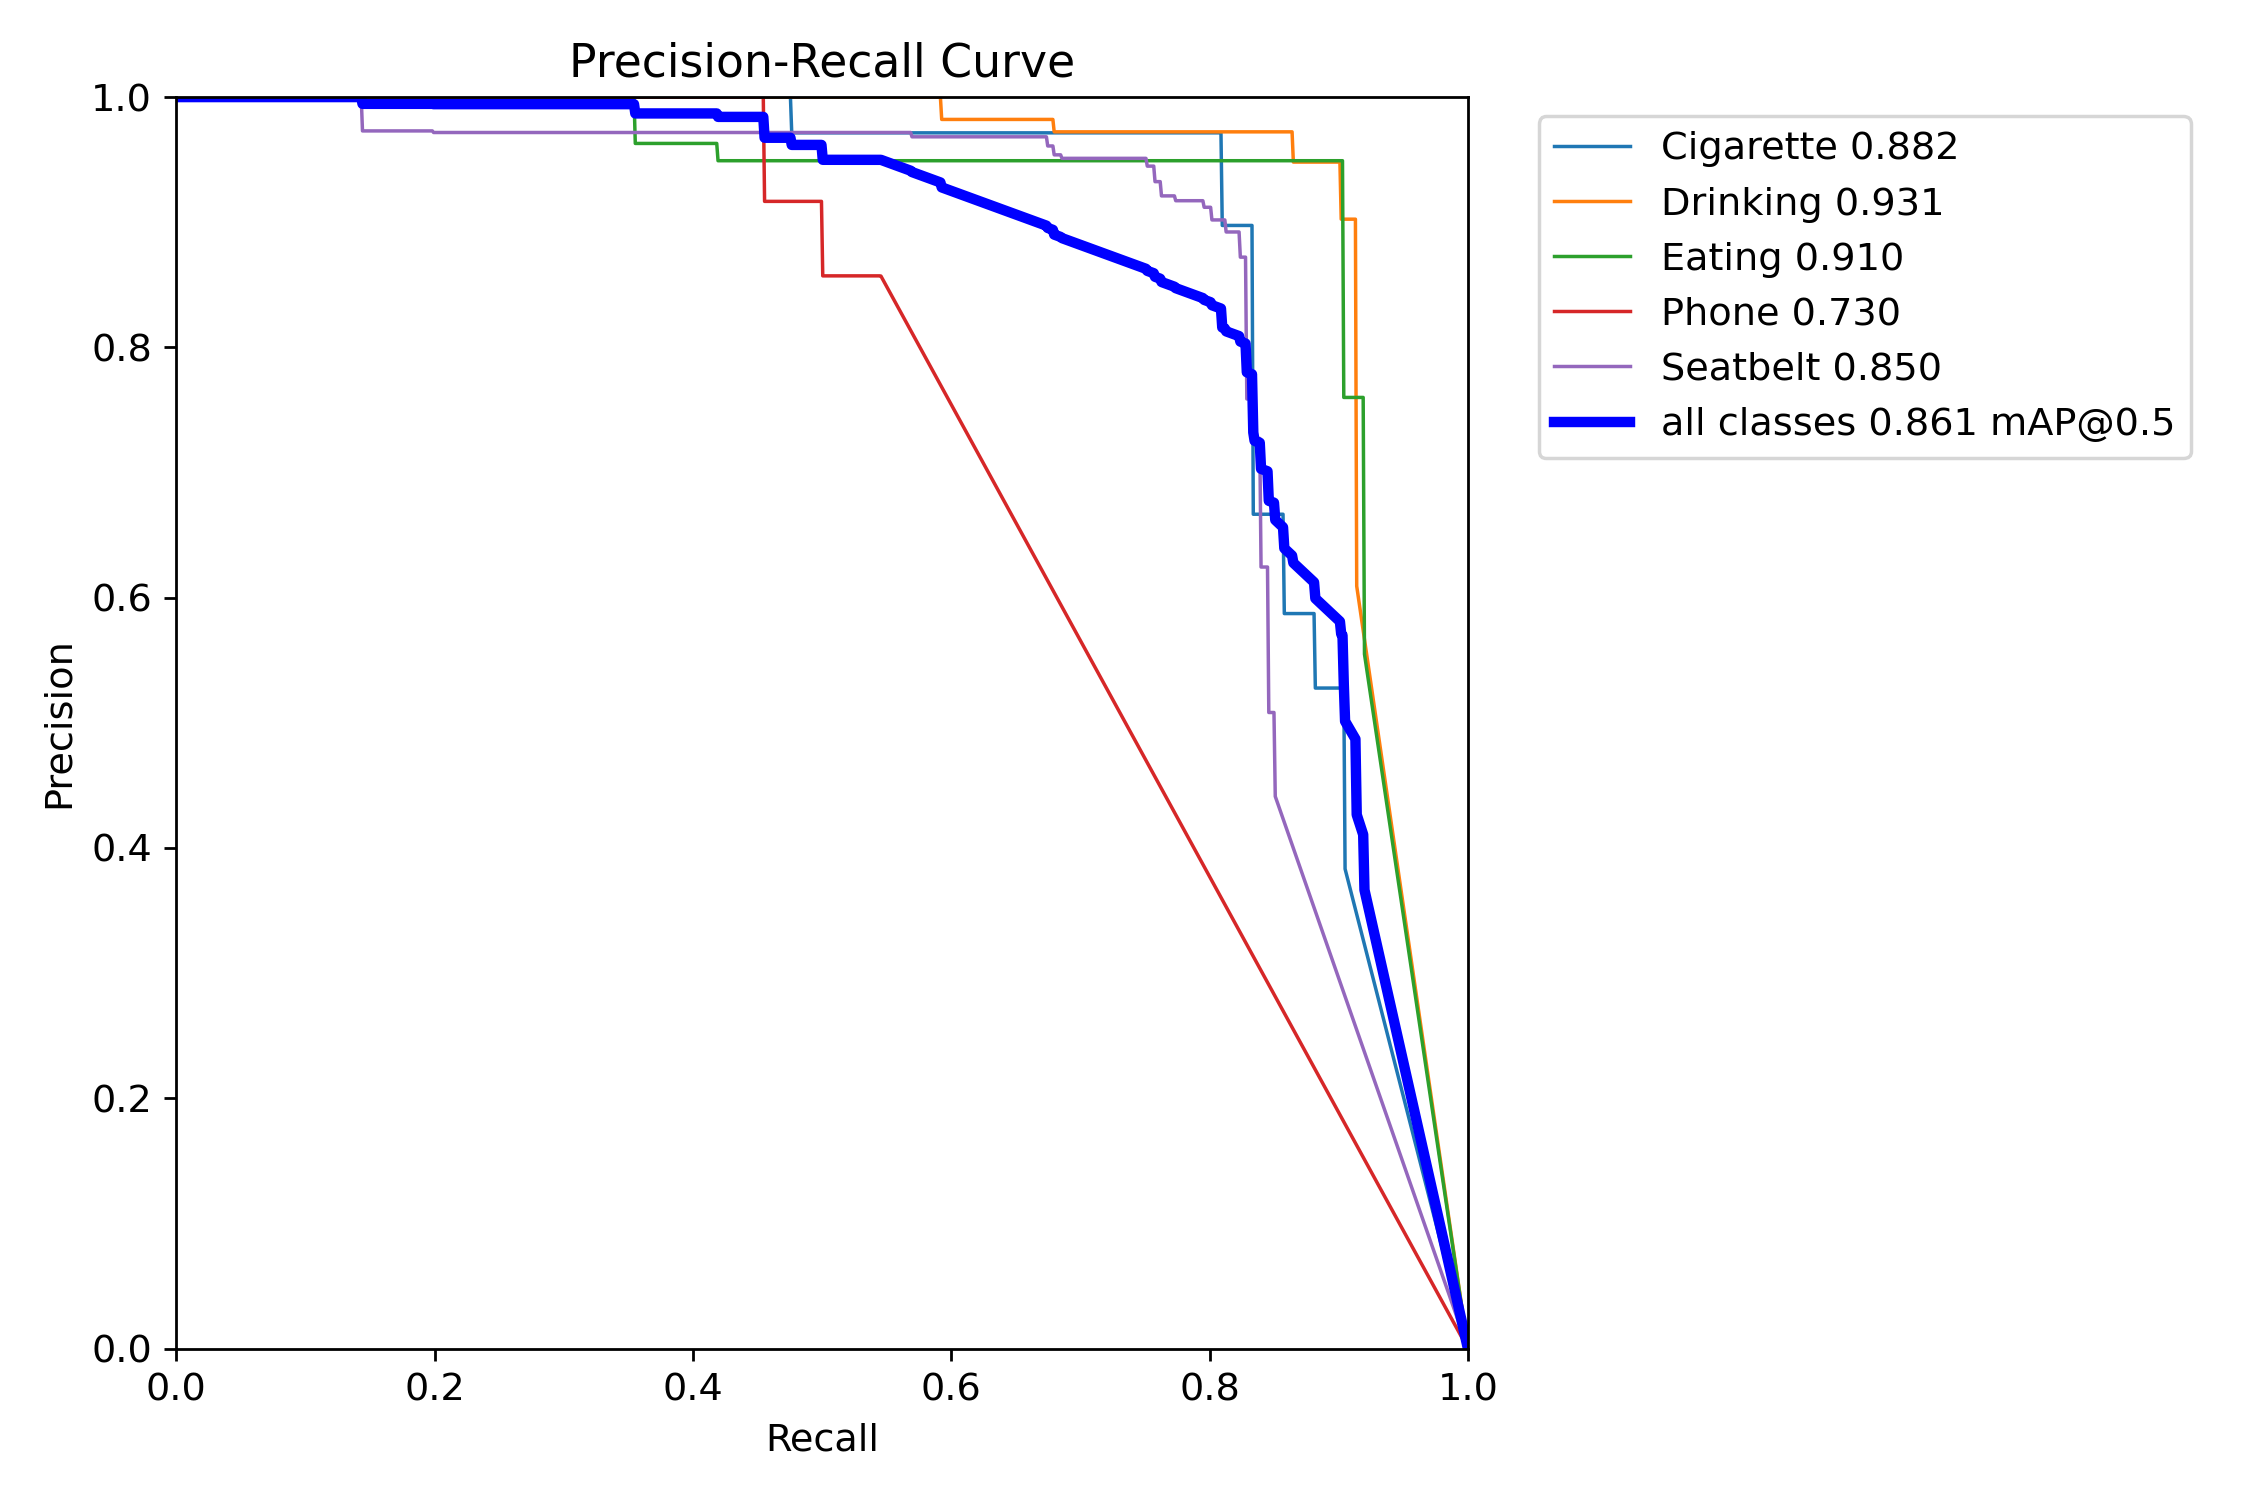 Precision-Recall Curve
1.0
0.8
0.6
0.4
0.2
0.0
Precision
0.0 0.2 0.4 0.6 0.8 1.0
Recall
Cigarette 0.882
Drinking 0.931
Eating 0.910
Phone 0.730
Seatbelt 0.850
all classes 0.861 mAP@0.5